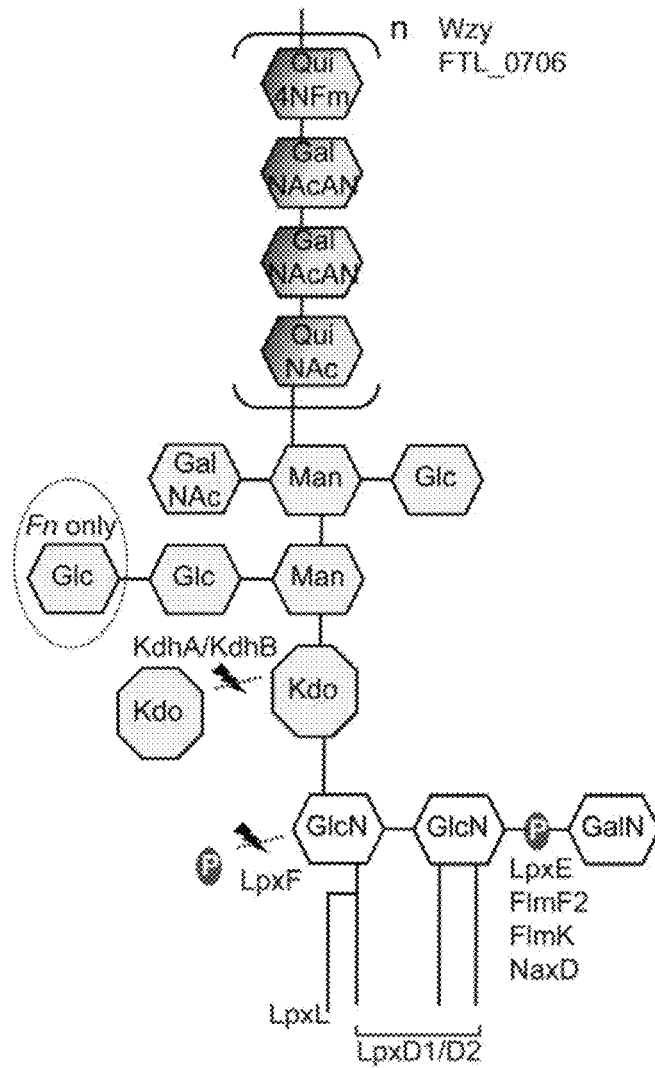 n Wzy
FTL_0706
Qui
4NFm
Gal
NAcAN
Gal
NAcAN
Qui
NAc
Gal
NAc
Man
Glc
Fn only
Glc
Glc
Man
KdhA/KdhB
Kdo
Kdo
GlcN
GlcN
P
GalN
P
LpxF
LpxE
FlmF2
FlmK
NaxD
LpxL
LpxD1/D2